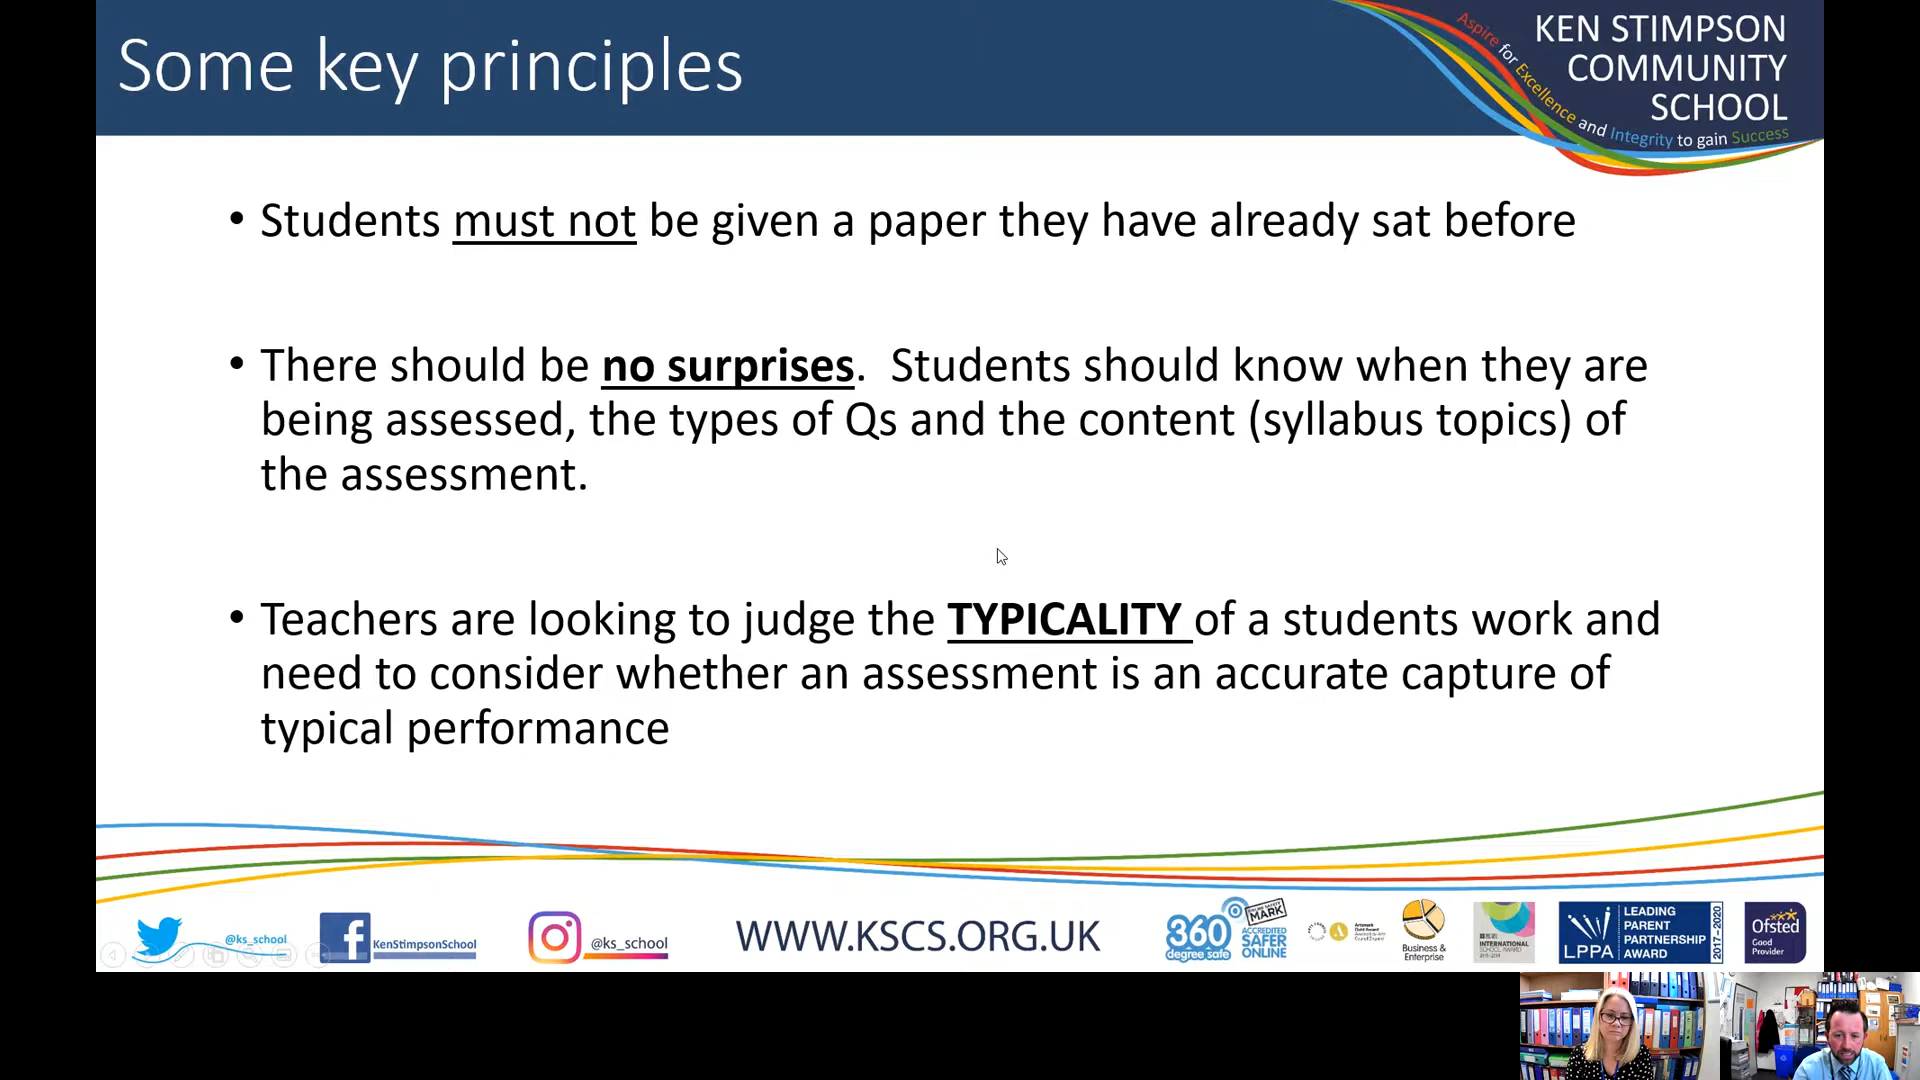 Some key principles
KEN STIMPSON
COMMUNITY
SCHOOL
Aspire for Excellence and Integrity to gain Success
• Students must not be given a paper they have already sat before
• There should be no surprises. Students should know when they are
being assessed, the types of Qs and the content (syllabus topics) of
the assessment.
• Teachers are looking to judge the TYPICALITY of a students work and
need to consider whether an assessment is an accurate capture of
typical performance
@ks_school
KenStimpsonSchool
@ks_school
WWW.KSCS.ORG.UK
360
degree safe
MARK
ACCREDITED
SAFER
ONLINE
Business &
Enterprise
INTERNATIONAL
SCHOOL AWARD
LPPA
LEADING
PARENT
PARTNERSHIP
AWARD
2017-2020
Ofsted
Good
Provider